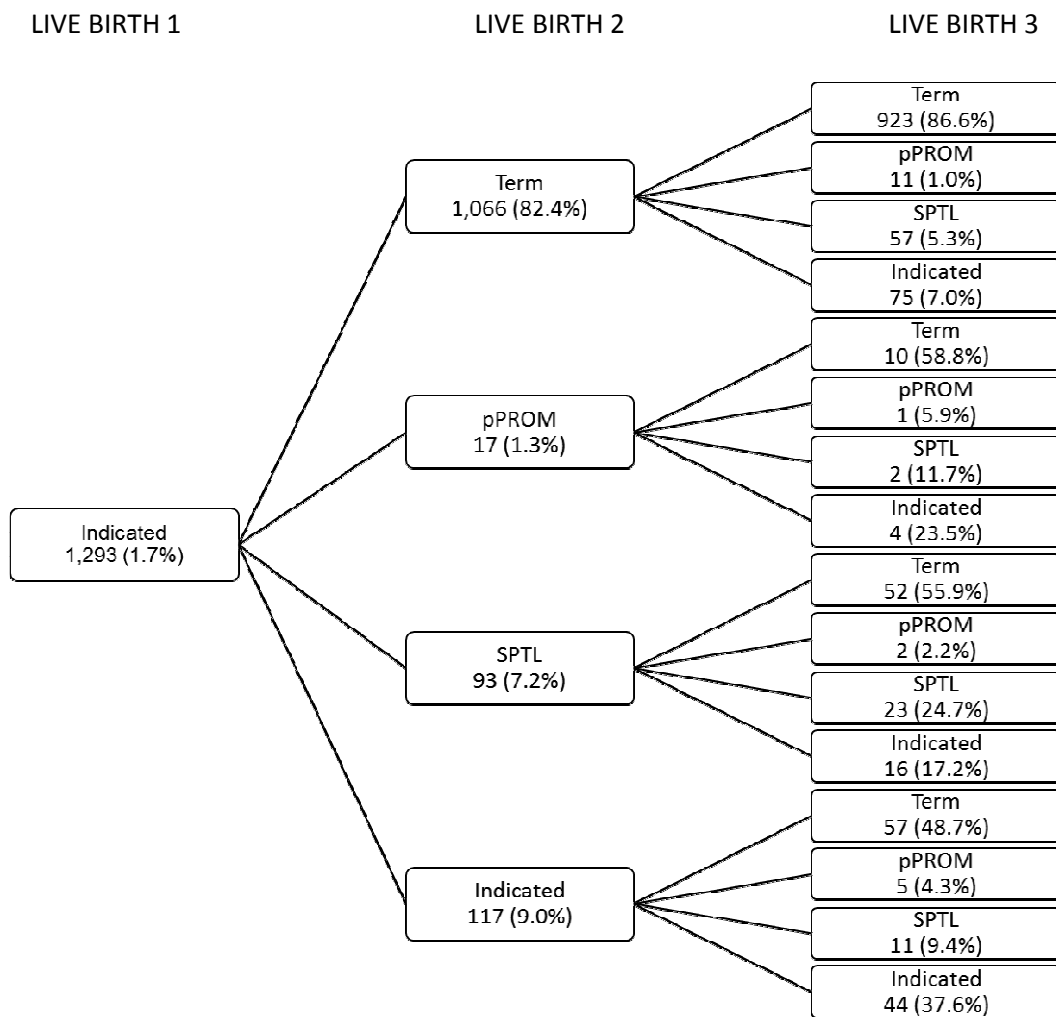 LIVE BIRTH 1
LIVE BIRTH 2
LIVE BIRTH 3
Indicated
1,293 (1.7%)
Term
1,066 (82.4%)
Term
923 (86.6%)
pPROM
11 (1.0%)
SPTL
57 (5.3%)
Indicated
75 (7.0%)
pPROM
17 (1.3%)
Term
10 (58.8%)
pPROM
1 (5.9%)
SPTL
2 (11.7%)
Indicated
4 (23.5%)
SPTL
93 (7.2%)
Term
52 (55.9%)
pPROM
2 (2.2%)
SPTL
23 (24.7%)
Indicated
16 (17.2%)
Indicated
117 (9.0%)
Term
57 (48.7%)
pPROM
5 (4.3%)
SPTL
11 (9.4%)
Indicated
44 (37.6%)